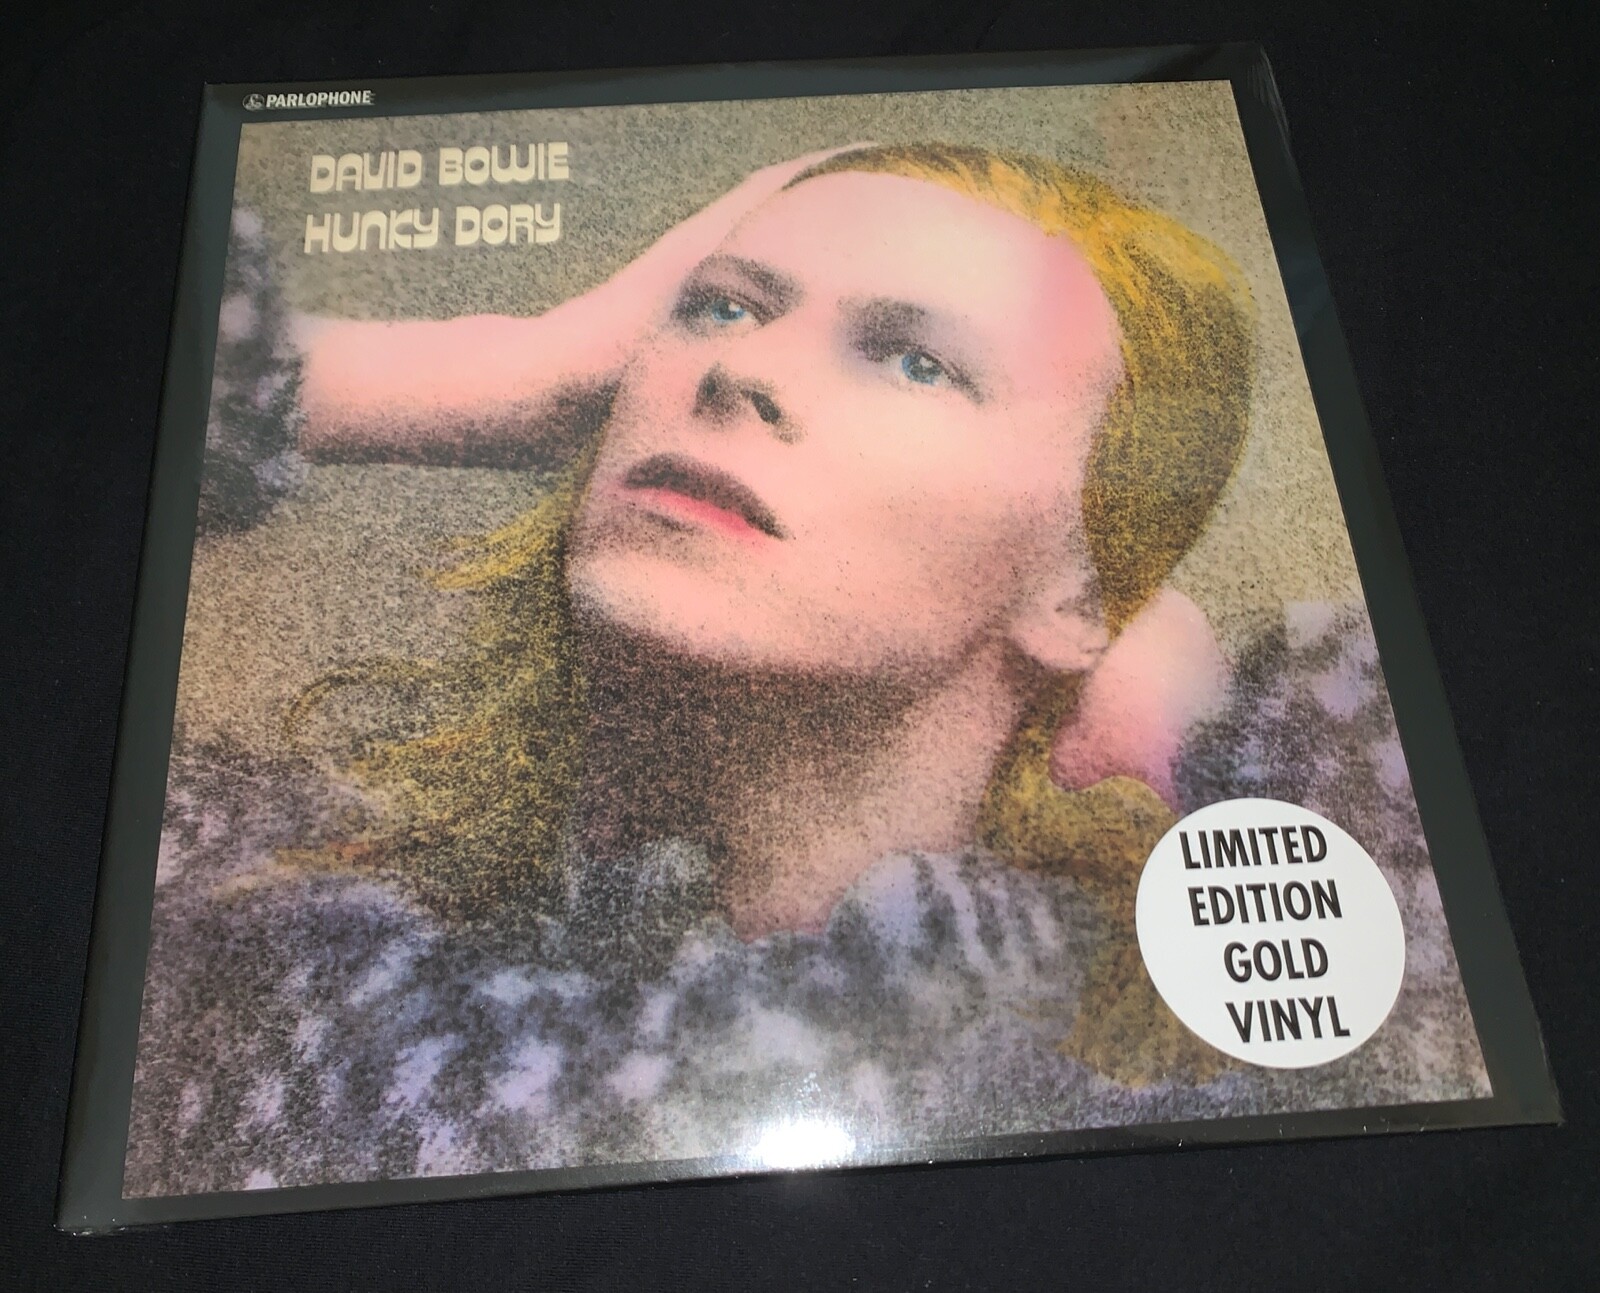 PARLOPHONE
DAVID BOWIE
HUNKY DORY
LIMITED
EDITION
GOLD
VINYL